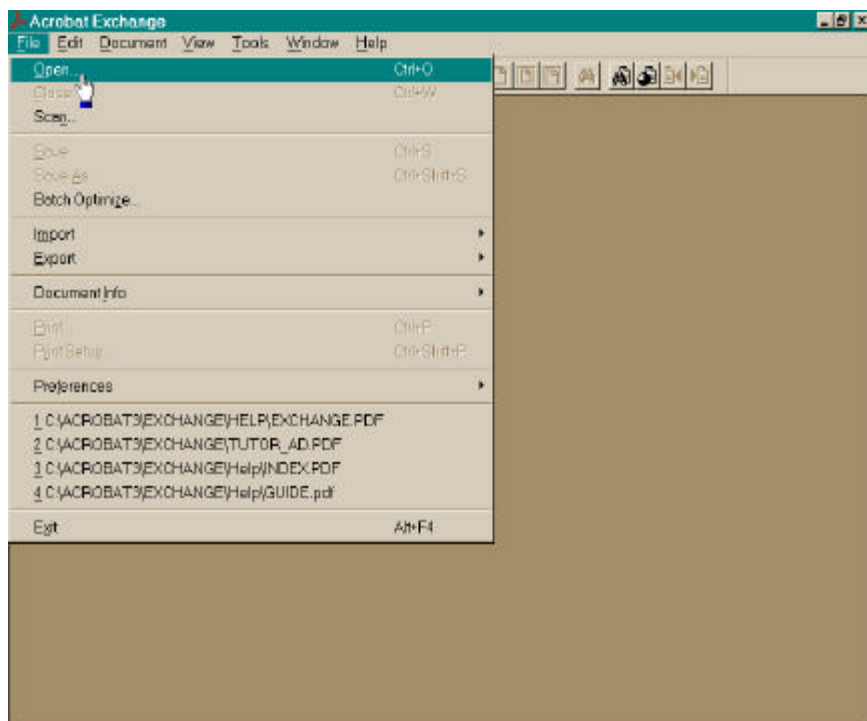 Acrobat Exchange
File Edit Document View Tools Window Help
Open... Ctrl+O
Close Ctrl+W
Scan...
Save Ctrl+S
Save As Ctrl+Shift+S
Batch Optimize...
Import
Export
Document Info
Print Ctrl+P
Print Setup... Ctrl+Shift+P
Preferences
1 C:\ACROBAT3\EXCHANGE\HELP\EXCHANGE.PDF
2 C:\ACROBAT3\EXCHANGE\TUTOR_AD.PDF
3 C:\ACROBAT3\EXCHANGE\Help\INDEX.PDF
4 C:\ACROBAT3\EXCHANGE\Help\GUIDE.pdf
Exit Alt+F4